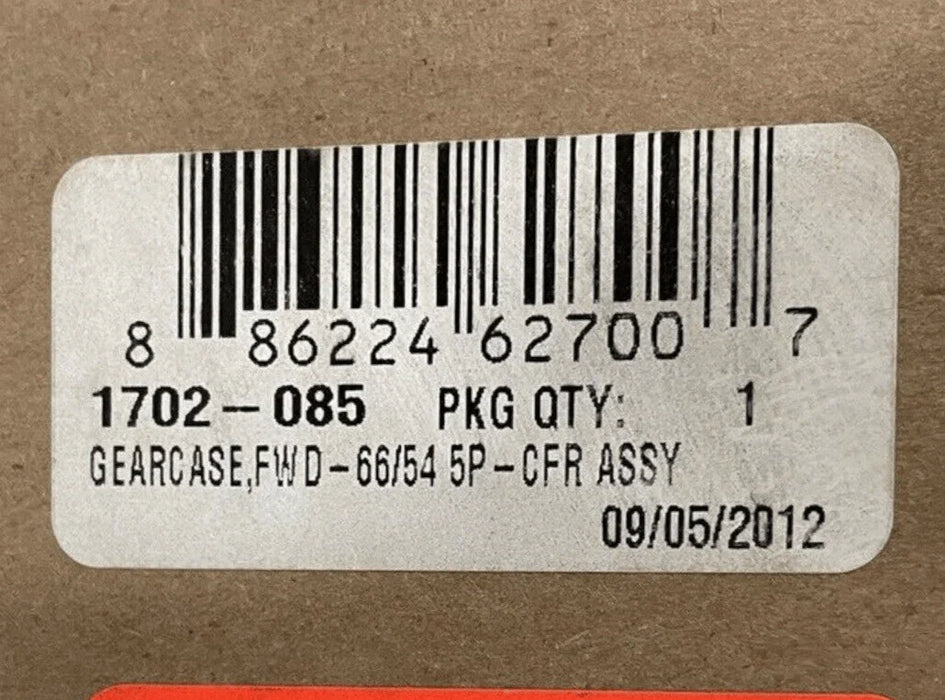 8 86224 62700 7
1702-085 PKG QTY: 1
GEARCASE,FWD-66/54 5P-CFR ASSY
09/05/2012